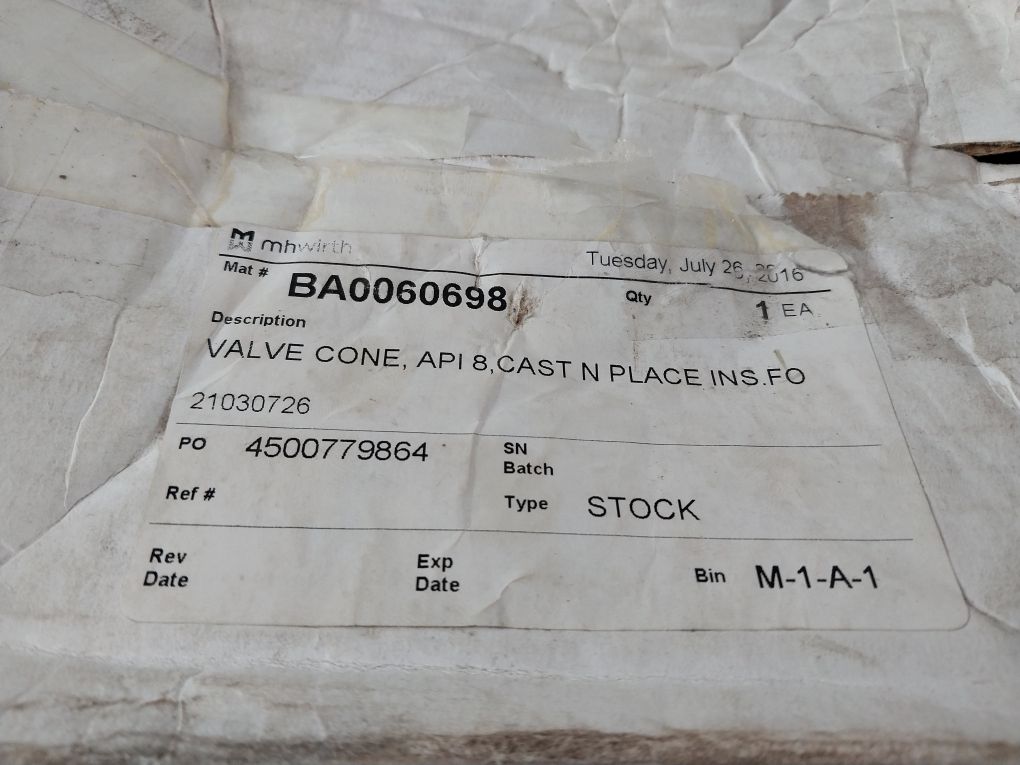 mhwirth
Tuesday, July 26, 2016
Mat # BA0060698 Qty 1 EA
Description
VALVE CONE, API 8,CAST N PLACE INS.FO
21030726
PO 4500779864 SN
Batch
Ref # Type STOCK
Rev Date Exp Date Bin M-1-A-1